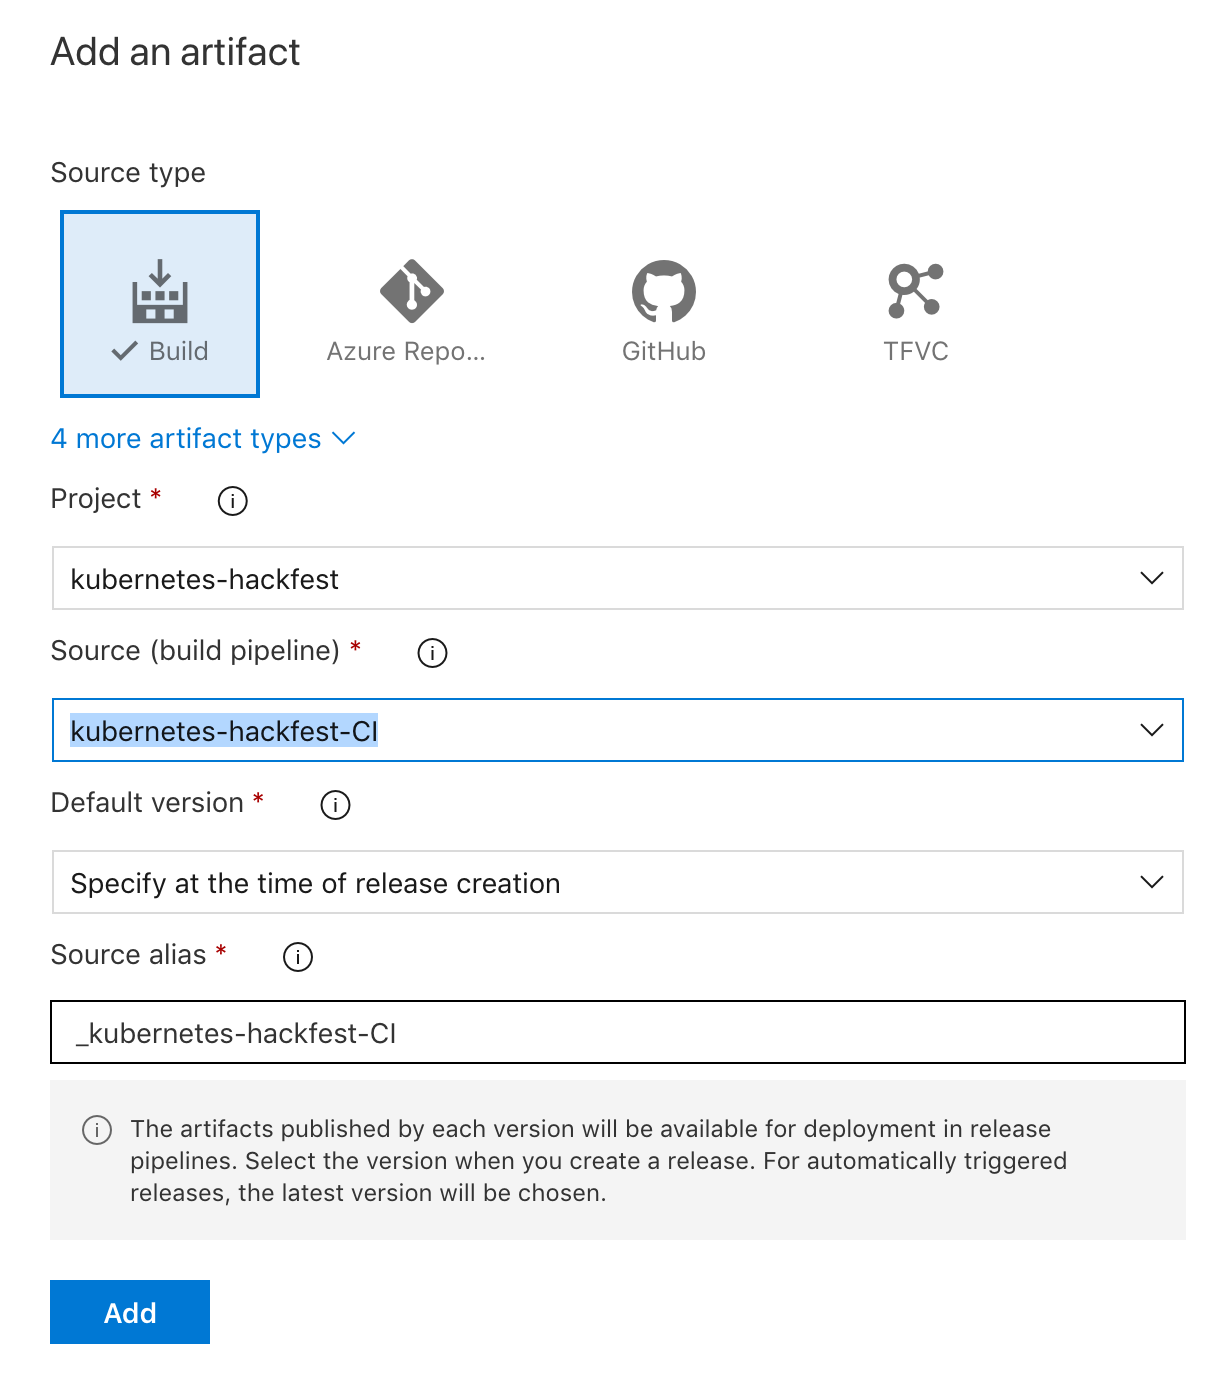 Add an artifact
Source type
Build
Azure Repo...
GitHub
TFVC
4 more artifact types
Project *
kubernetes-hackfest
Source (build pipeline) *
kubernetes-hackfest-CI
Default version *
Specify at the time of release creation
Source alias *
_kubernetes-hackfest-CI
The artifacts published by each version will be available for deployment in release
pipelines. Select the version when you create a release. For automatically triggered
releases, the latest version will be chosen.
Add